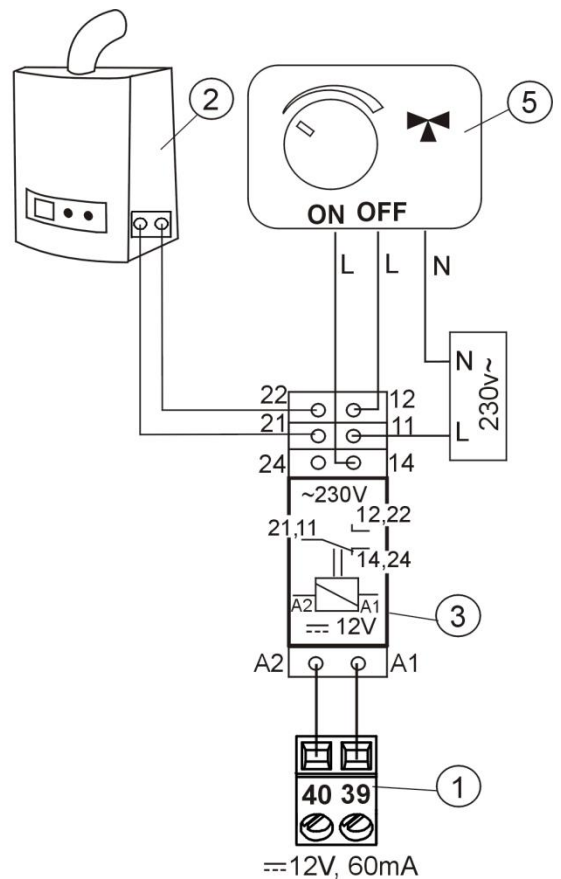 2
5
ON OFF
L L N
N
230v~
L
22 12
21 11
24 14
~230V
12,22
21,11
14,24
A2 A1
⎓ 12V
3
A2 A1
40 39
1
⎓12V, 60mA